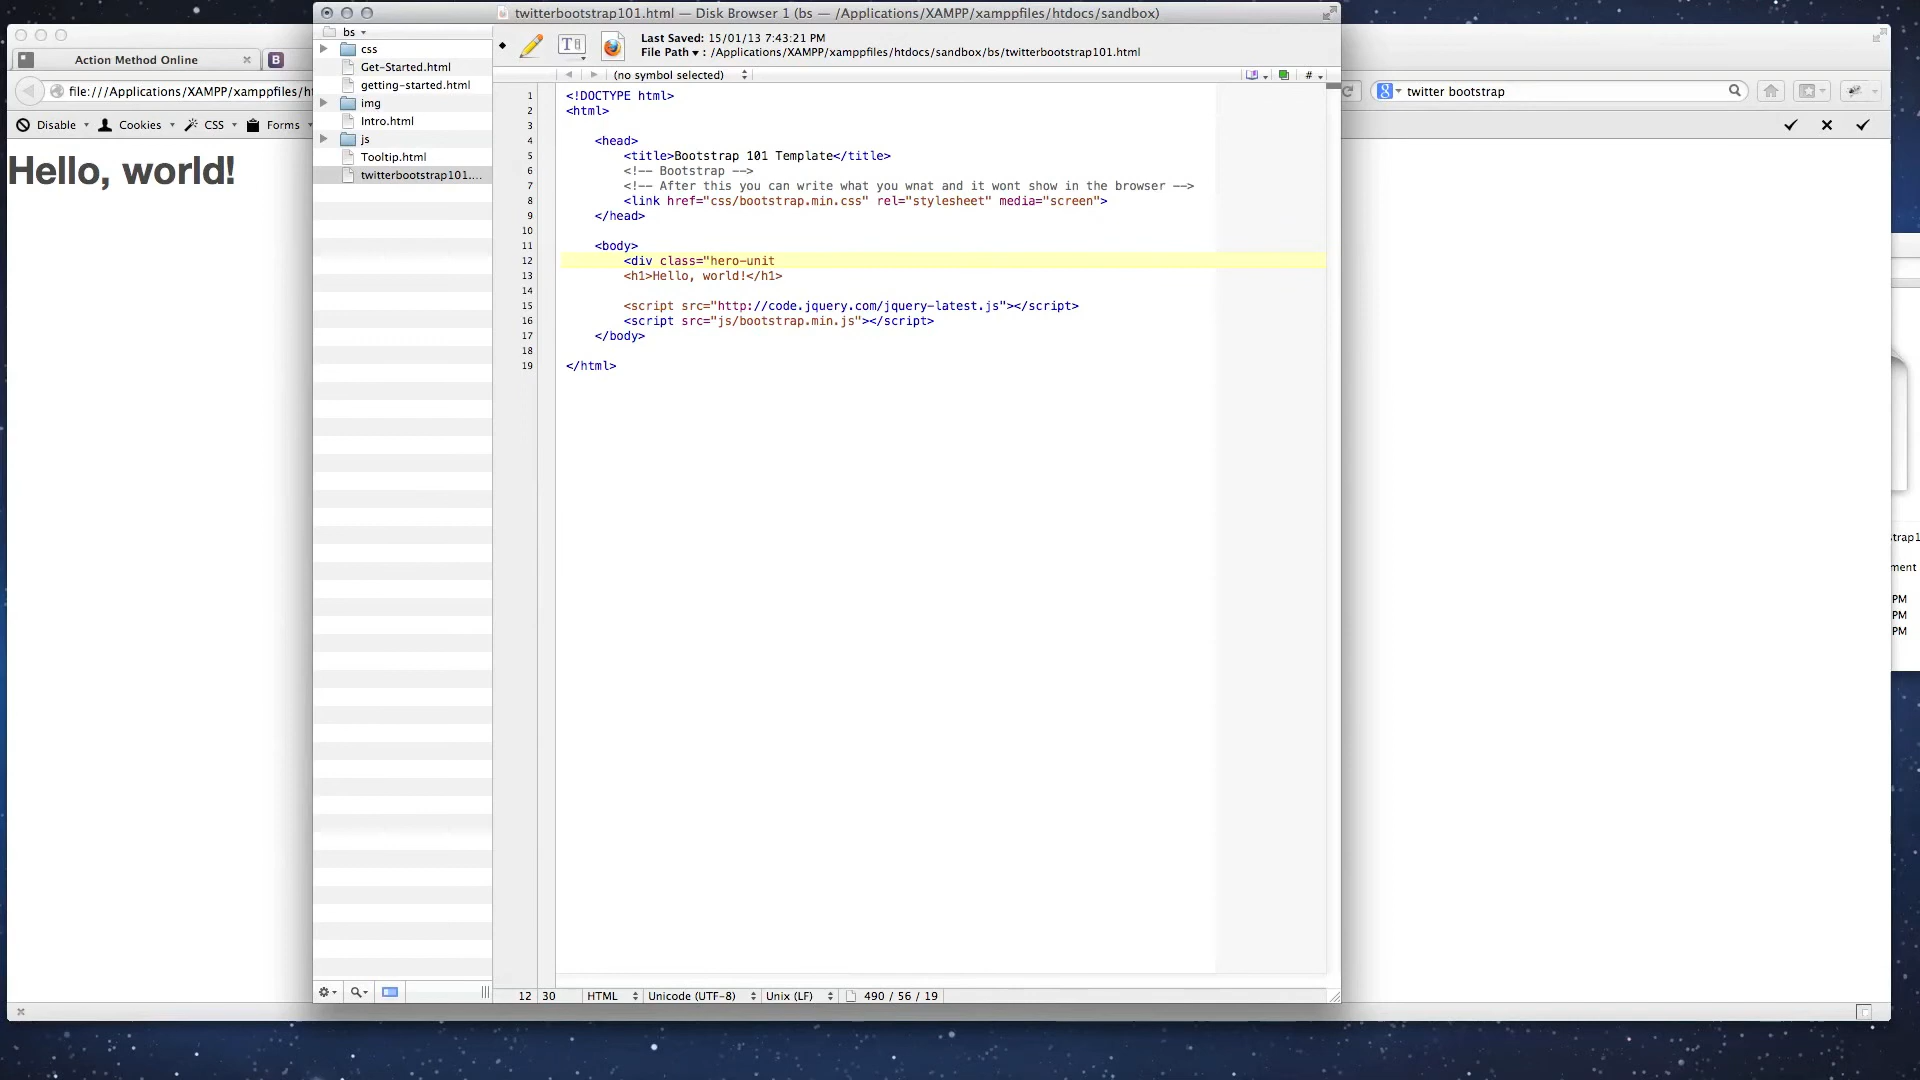 twitterbootstrap101.html — Disk Browser 1 (bs — /Applications/XAMPP/xamppfiles/htdocs/sandbox)
bs
css
Get-Started.html
getting-started.html
img
Intro.html
js
Tooltip.html
twitterbootstrap101....
Last Saved: 15/01/13 7:43:21 PM
File Path ▾ : /Applications/XAMPP/xamppfiles/htdocs/sandbox/bs/twitterbootstrap101.html
(no symbol selected)
#
1 <!DOCTYPE html>
2 <html>
3
4 <head>
5 <title>Bootstrap 101 Template</title>
6 <!-- Bootstrap -->
7 <!-- After this you can write what you wnat and it wont show in the browser -->
8 <link href="css/bootstrap.min.css" rel="stylesheet" media="screen">
9 </head>
10
11 <body>
12 <div class="hero-unit
13 <h1>Hello, world!</h1>
14
15 <script src="http://code.jquery.com/jquery-latest.js"></script>
16 <script src="js/bootstrap.min.js"></script>
17 </body>
18
19 </html>
12 30 HTML Unicode (UTF-8) Unix (LF) 490 / 56 / 19
Action Method Online
B
file:///Applications/XAMPP/xamppfiles/ht
Disable Cookies CSS Forms
Hello, world!
8 twitter bootstrap
trap1
ment
PM
PM
PM